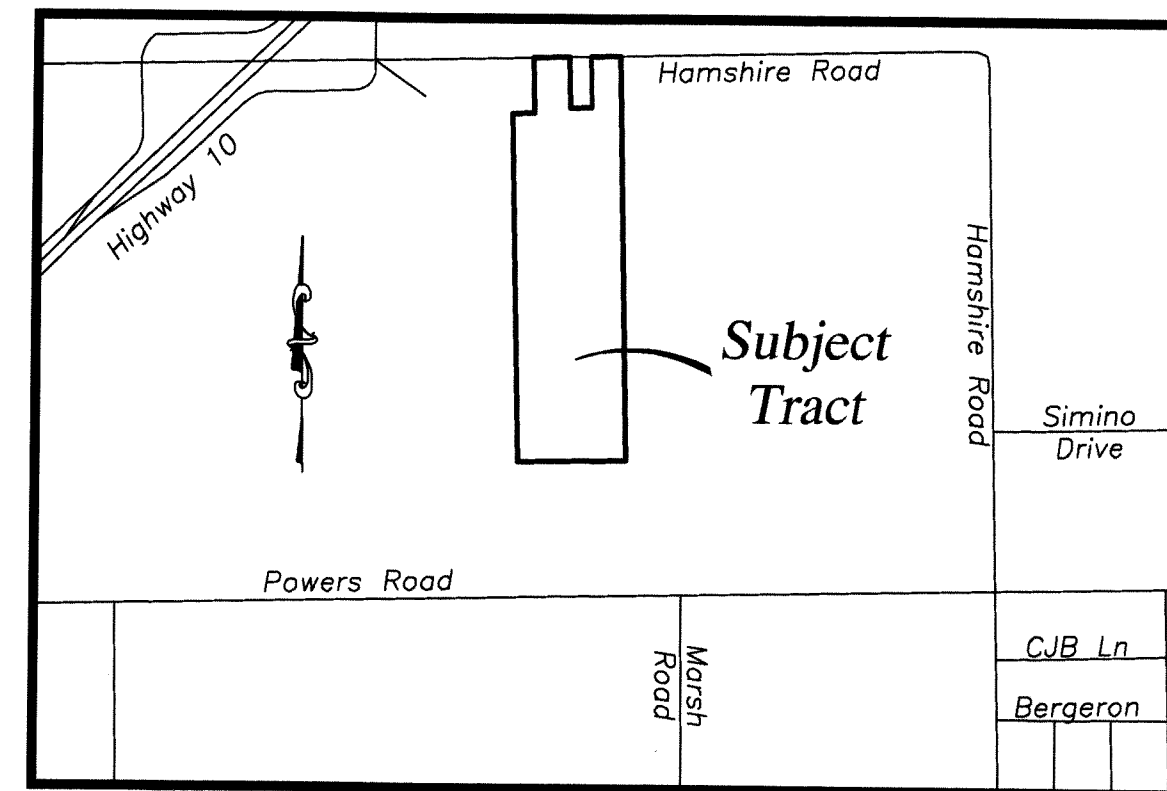 Hamshire Road
Highway 10
Hamshire Road
Subject
Tract
Simino
Drive
Powers Road
Marsh
Road
CJB Ln
Bergeron